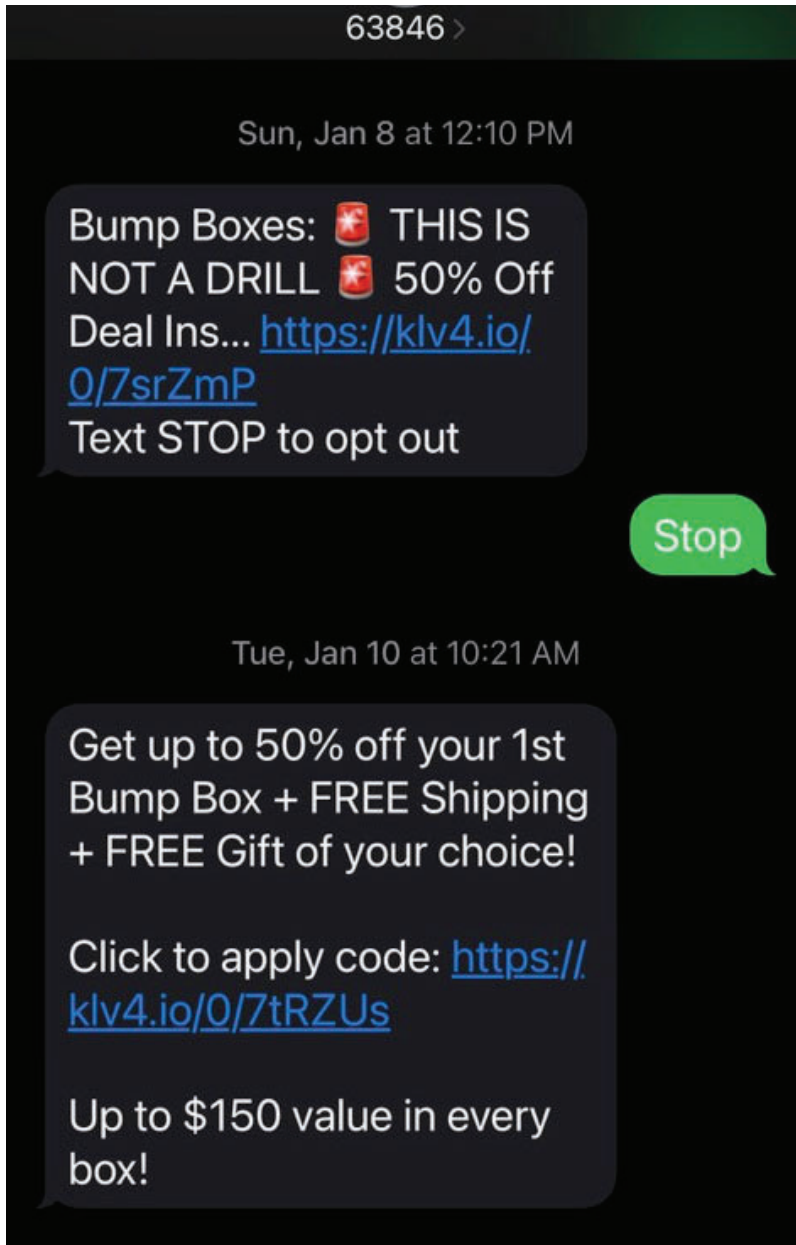 63846 >
Sun, Jan 8 at 12:10 PM
Bump Boxes: 🚨 THIS IS
NOT A DRILL 🚨 50% Off
Deal Ins... https://klv4.io/
0/7srZmP
Text STOP to opt out
Stop
Tue, Jan 10 at 10:21 AM
Get up to 50% off your 1st
Bump Box + FREE Shipping
+ FREE Gift of your choice!
Click to apply code: https://
klv4.io/0/7tRZUs
Up to $150 value in every
box!